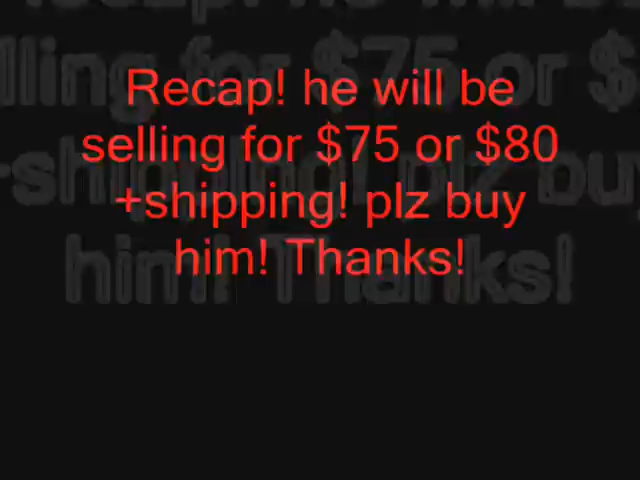 Recap! he will be
selling for $75 or $80
+shipping! plz buy
him! Thanks!